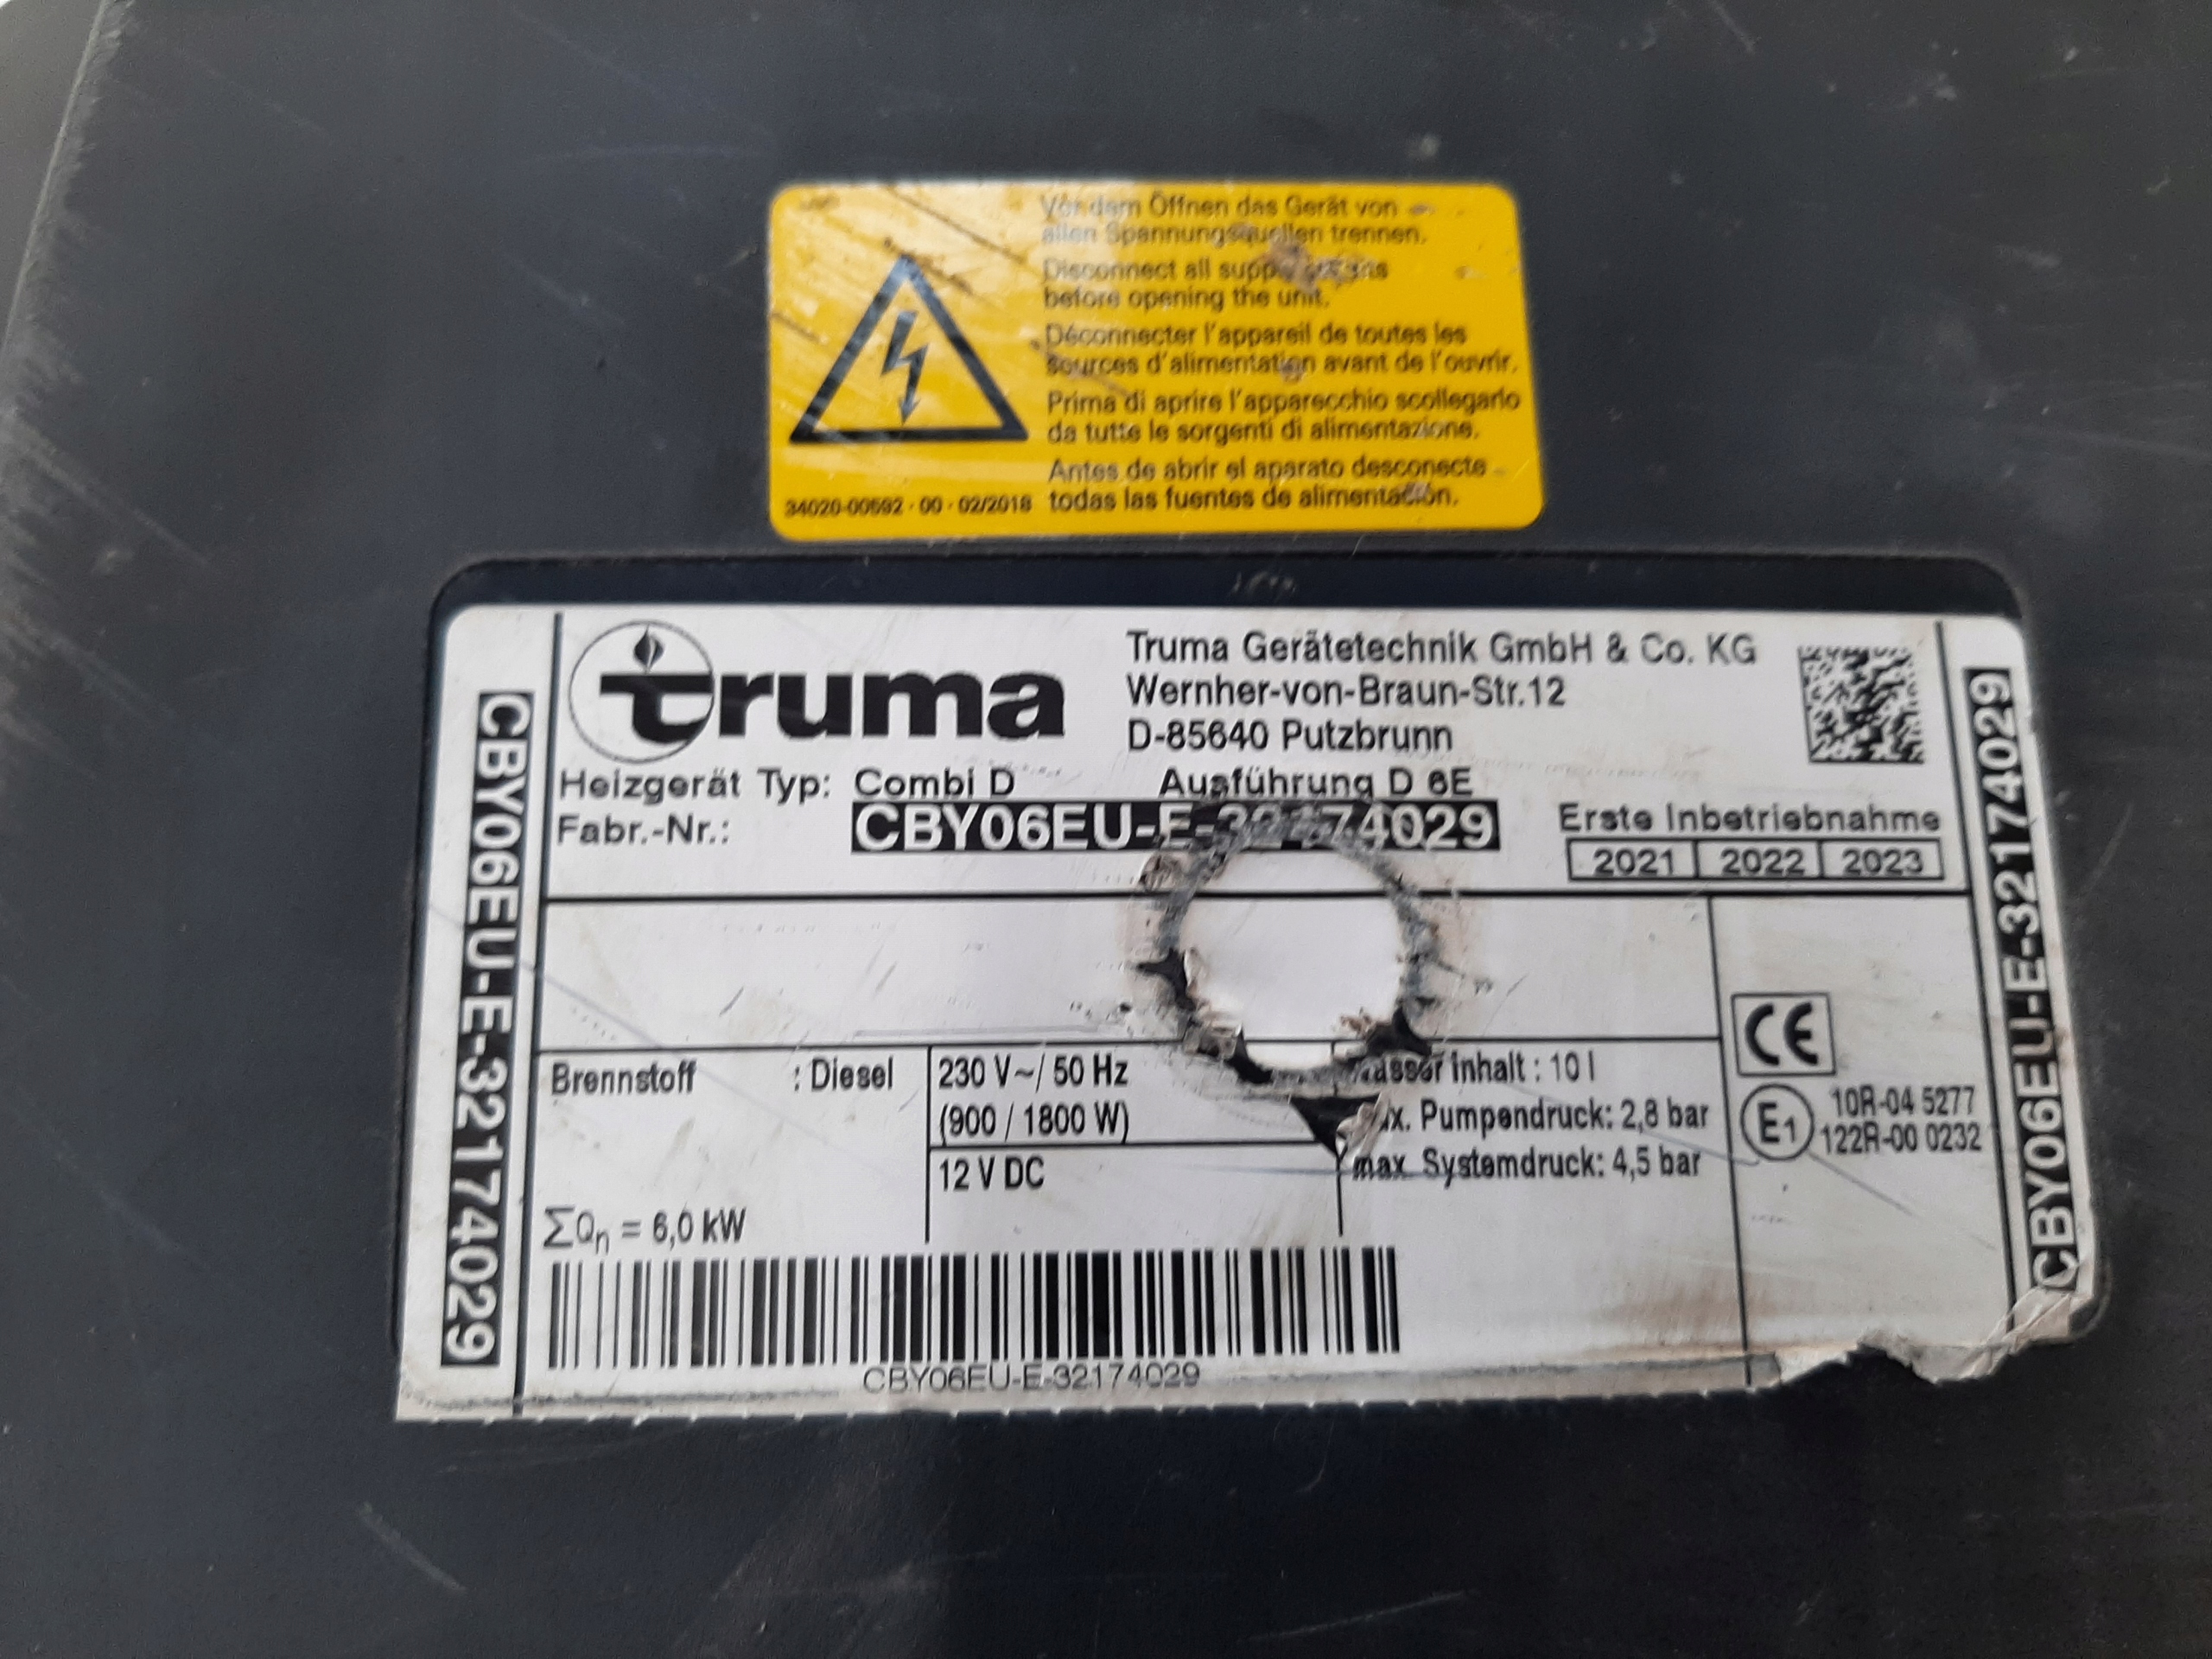 Vor dem Öffnen das Gerät von
allen Spannungsquellen trennen.
Disconnect all
before opening the unit.
Déconnecter l'appareil de toutes les
sources d'alimentation avant de l'ouvrir.
Prima di aprire l'apparecchio scollegarlo
da tutte le sorgenti di alimentazione.
Antes de abrir el aparato desconecte
todas las fuentes de alimentación.
34020-00592 · 00 · 02/2018
truma
Truma Gerätetechnik GmbH & Co. KG
Wernher-von-Braun-Str.12
D-85640 Putzbrunn
Heizgerät Typ: Combi D Ausführung D 6E
Fabr.-Nr.: CBY06EU-E-32174029
Erste Inbetriebnahme
2021 2022 2023
CBY06EU-E-32174029
CBY06EU-E-32174029
Brennstoff : Diesel
ΣQn = 6,0 kW
230 V~/ 50 Hz
(900 / 1800 W)
12 V DC
inhalt : 10 l
Pumpendruck: 2,8 bar
max. Systemdruck: 4,5 bar
CE
E1
10R-04 5277
122R-00 0232
CBY06EU-E-32174029